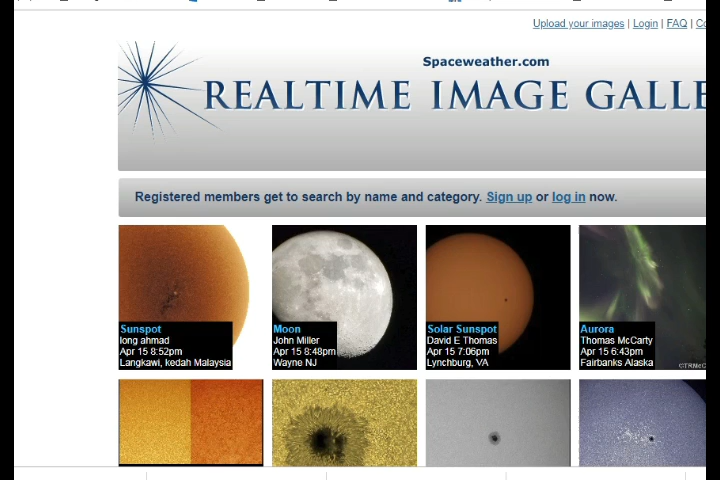 Upload your images | Login | FAQ |
Spaceweather.com
REALTIME IMAGE
Registered members get to search by name and category. Sign up or log in now.
Sunspot
long ahmad
Apr 15 8:52pm
Langkawi, kedah Malaysia
Moon
John Miller
Apr 15 8:48pm
Wayne NJ
Solar Sunspot
David E Thomas
Apr 15 7:06pm
Lynchburg, VA
Aurora
Thomas McCarty
Apr 15 6:43pm
Fairbanks Alaska